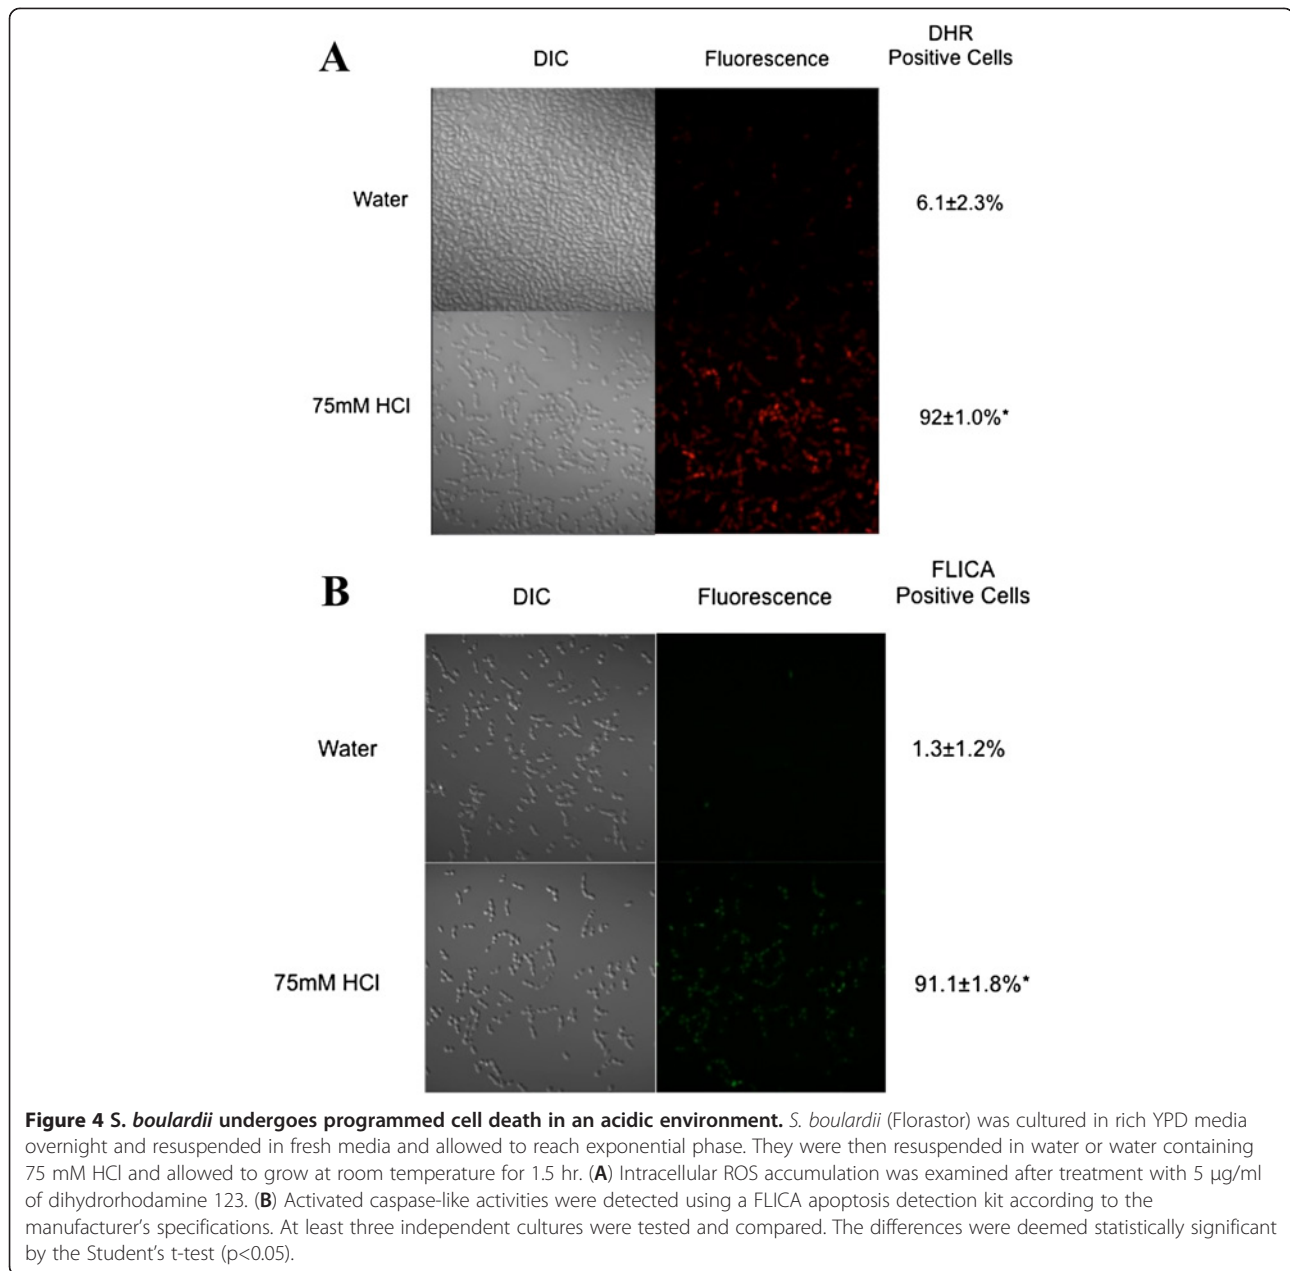 A
DIC
Fluorescence
DHR
Positive Cells
Water
6.1±2.3%
75mM HCl
92±1.0%*
B
DIC
Fluorescence
FLICA
Positive Cells
Water
1.3±1.2%
75mM HCl
91.1±1.8%*
Figure 4 S. boulardii undergoes programmed cell death in an acidic environment. S. boulardii (Florastor) was cultured in rich YPD media
overnight and resuspended in fresh media and allowed to reach exponential phase. They were then resuspended in water or water containing
75 mM HCl and allowed to grow at room temperature for 1.5 hr. (A) Intracellular ROS accumulation was examined after treatment with 5 μg/ml
of dihydrorhodamine 123. (B) Activated caspase-like activities were detected using a FLICA apoptosis detection kit according to the
manufacturer's specifications. At least three independent cultures were tested and compared. The differences were deemed statistically significant
by the Student's t-test (p<0.05).